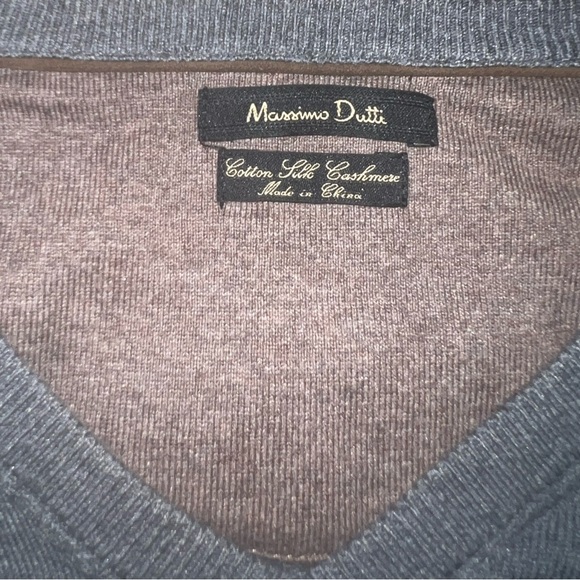 Massimo Dutti
Cotton Silk Cashmere
Made in China